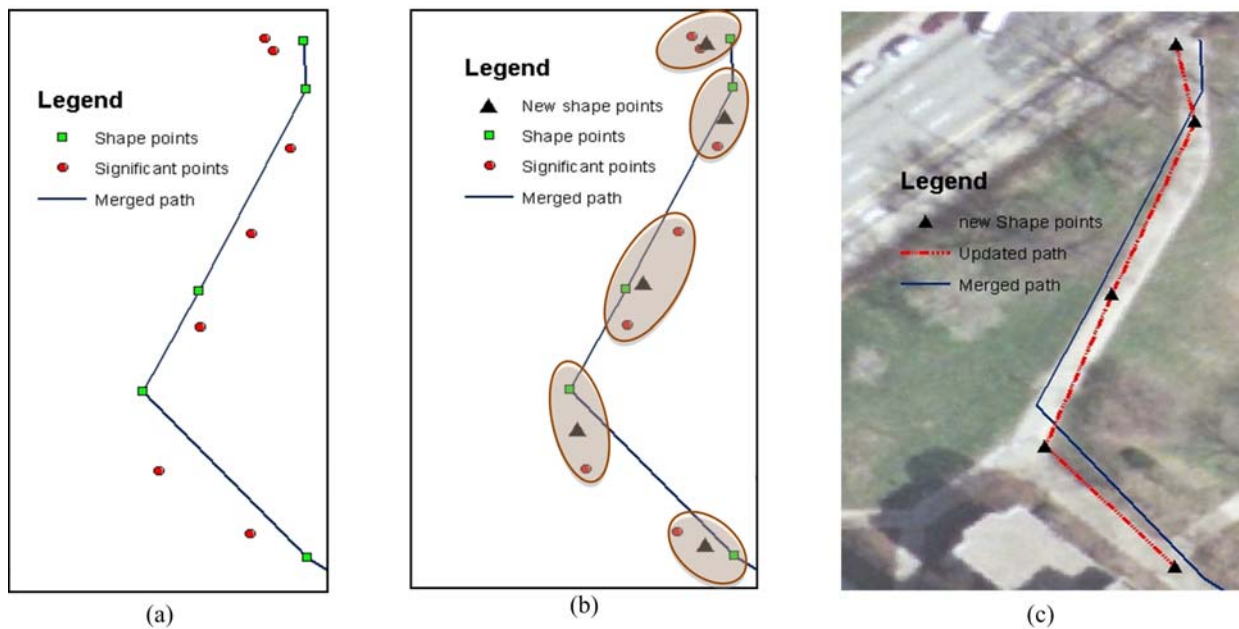 Legend
Shape points
Significant points
Merged path
(a)
Legend
New shape points
Shape points
Significant points
Merged path
(b)
Legend
new Shape points
Updated path
Merged path
(c)